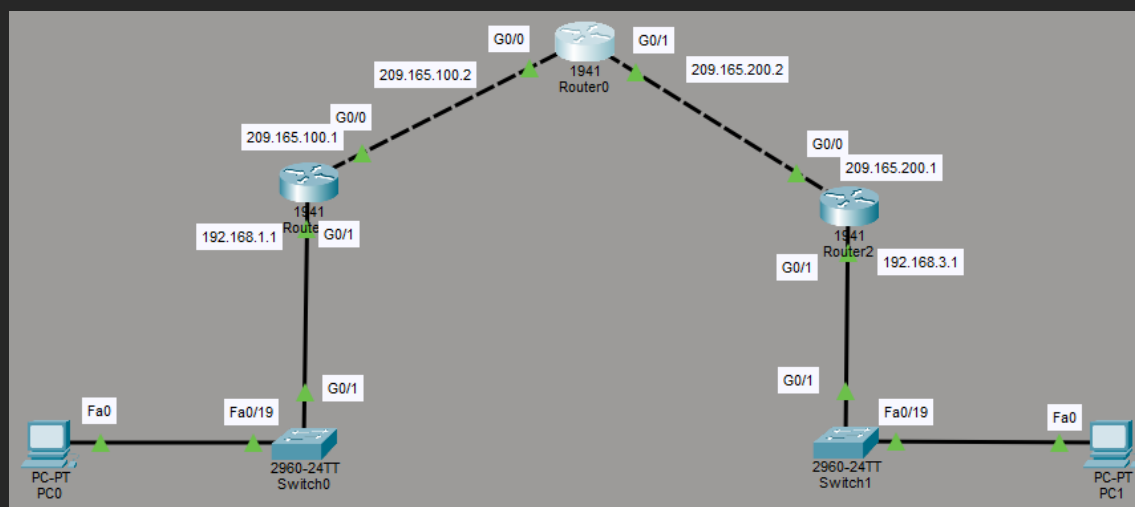 G0/0
G0/1
1941
Router0
209.165.100.2
209.165.200.2
G0/0
209.165.100.1
G0/0
209.165.200.1
1941
192.168.1.1
G0/1
1941
Router2
G0/1
192.168.3.1
G0/1
G0/1
Fa0
Fa0/19
Fa0/19
Fa0
2960-24TT
Switch0
2960-24TT
Switch1
PC-PT
PC0
PC-PT
PC1